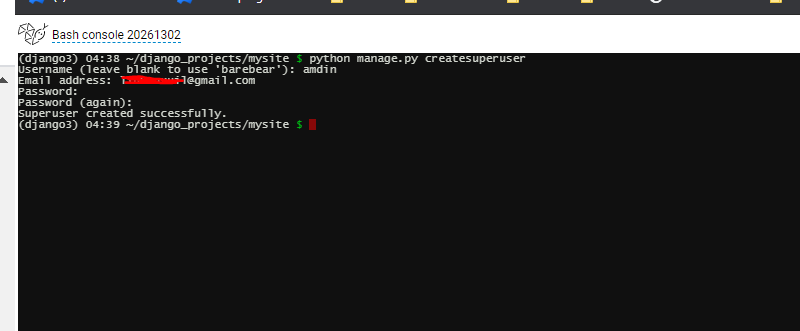 Bash console 20261302
(django3) 04:38 ~/django_projects/mysite $ python manage.py createsuperuser
Username (leave blank to use 'barebear'): amdin
Email address: @gmail.com
Password:
Password (again):
Superuser created successfully.
(django3) 04:39 ~/django_projects/mysite $